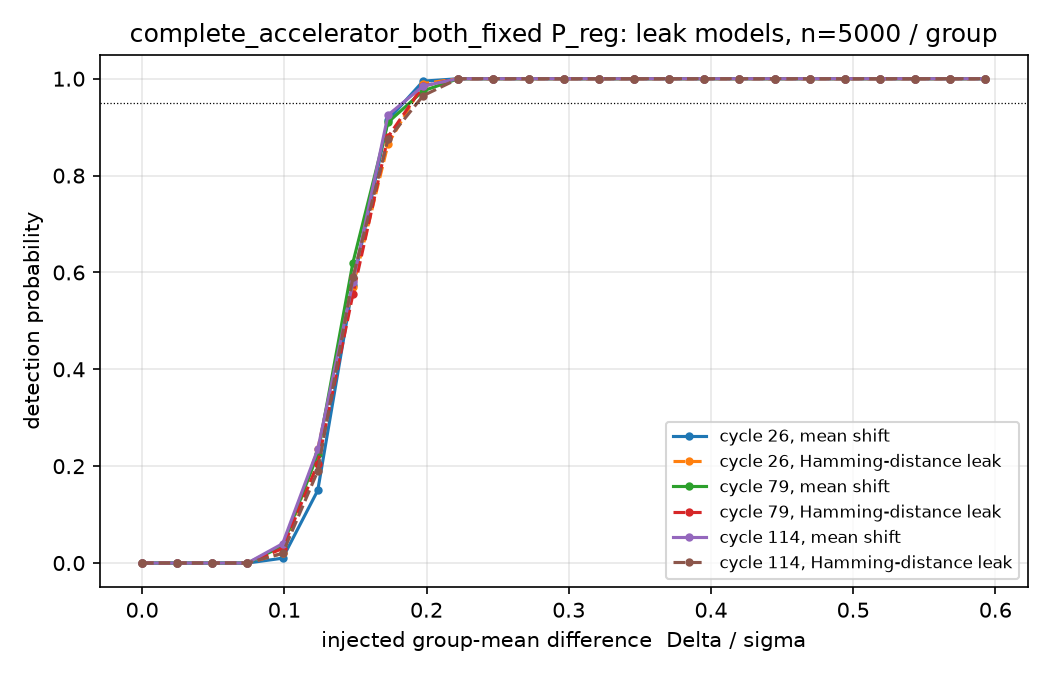 complete_accelerator_both_fixed P_reg: leak models, n=5000 / group
detection probability
1.0
0.8
0.6
0.4
0.2
0.0
cycle 26, mean shift
cycle 26, Hamming-distance leak
cycle 79, mean shift
cycle 79, Hamming-distance leak
cycle 114, mean shift
cycle 114, Hamming-distance leak
0.0 0.1 0.2 0.3 0.4 0.5 0.6
injected group-mean difference  Delta / sigma